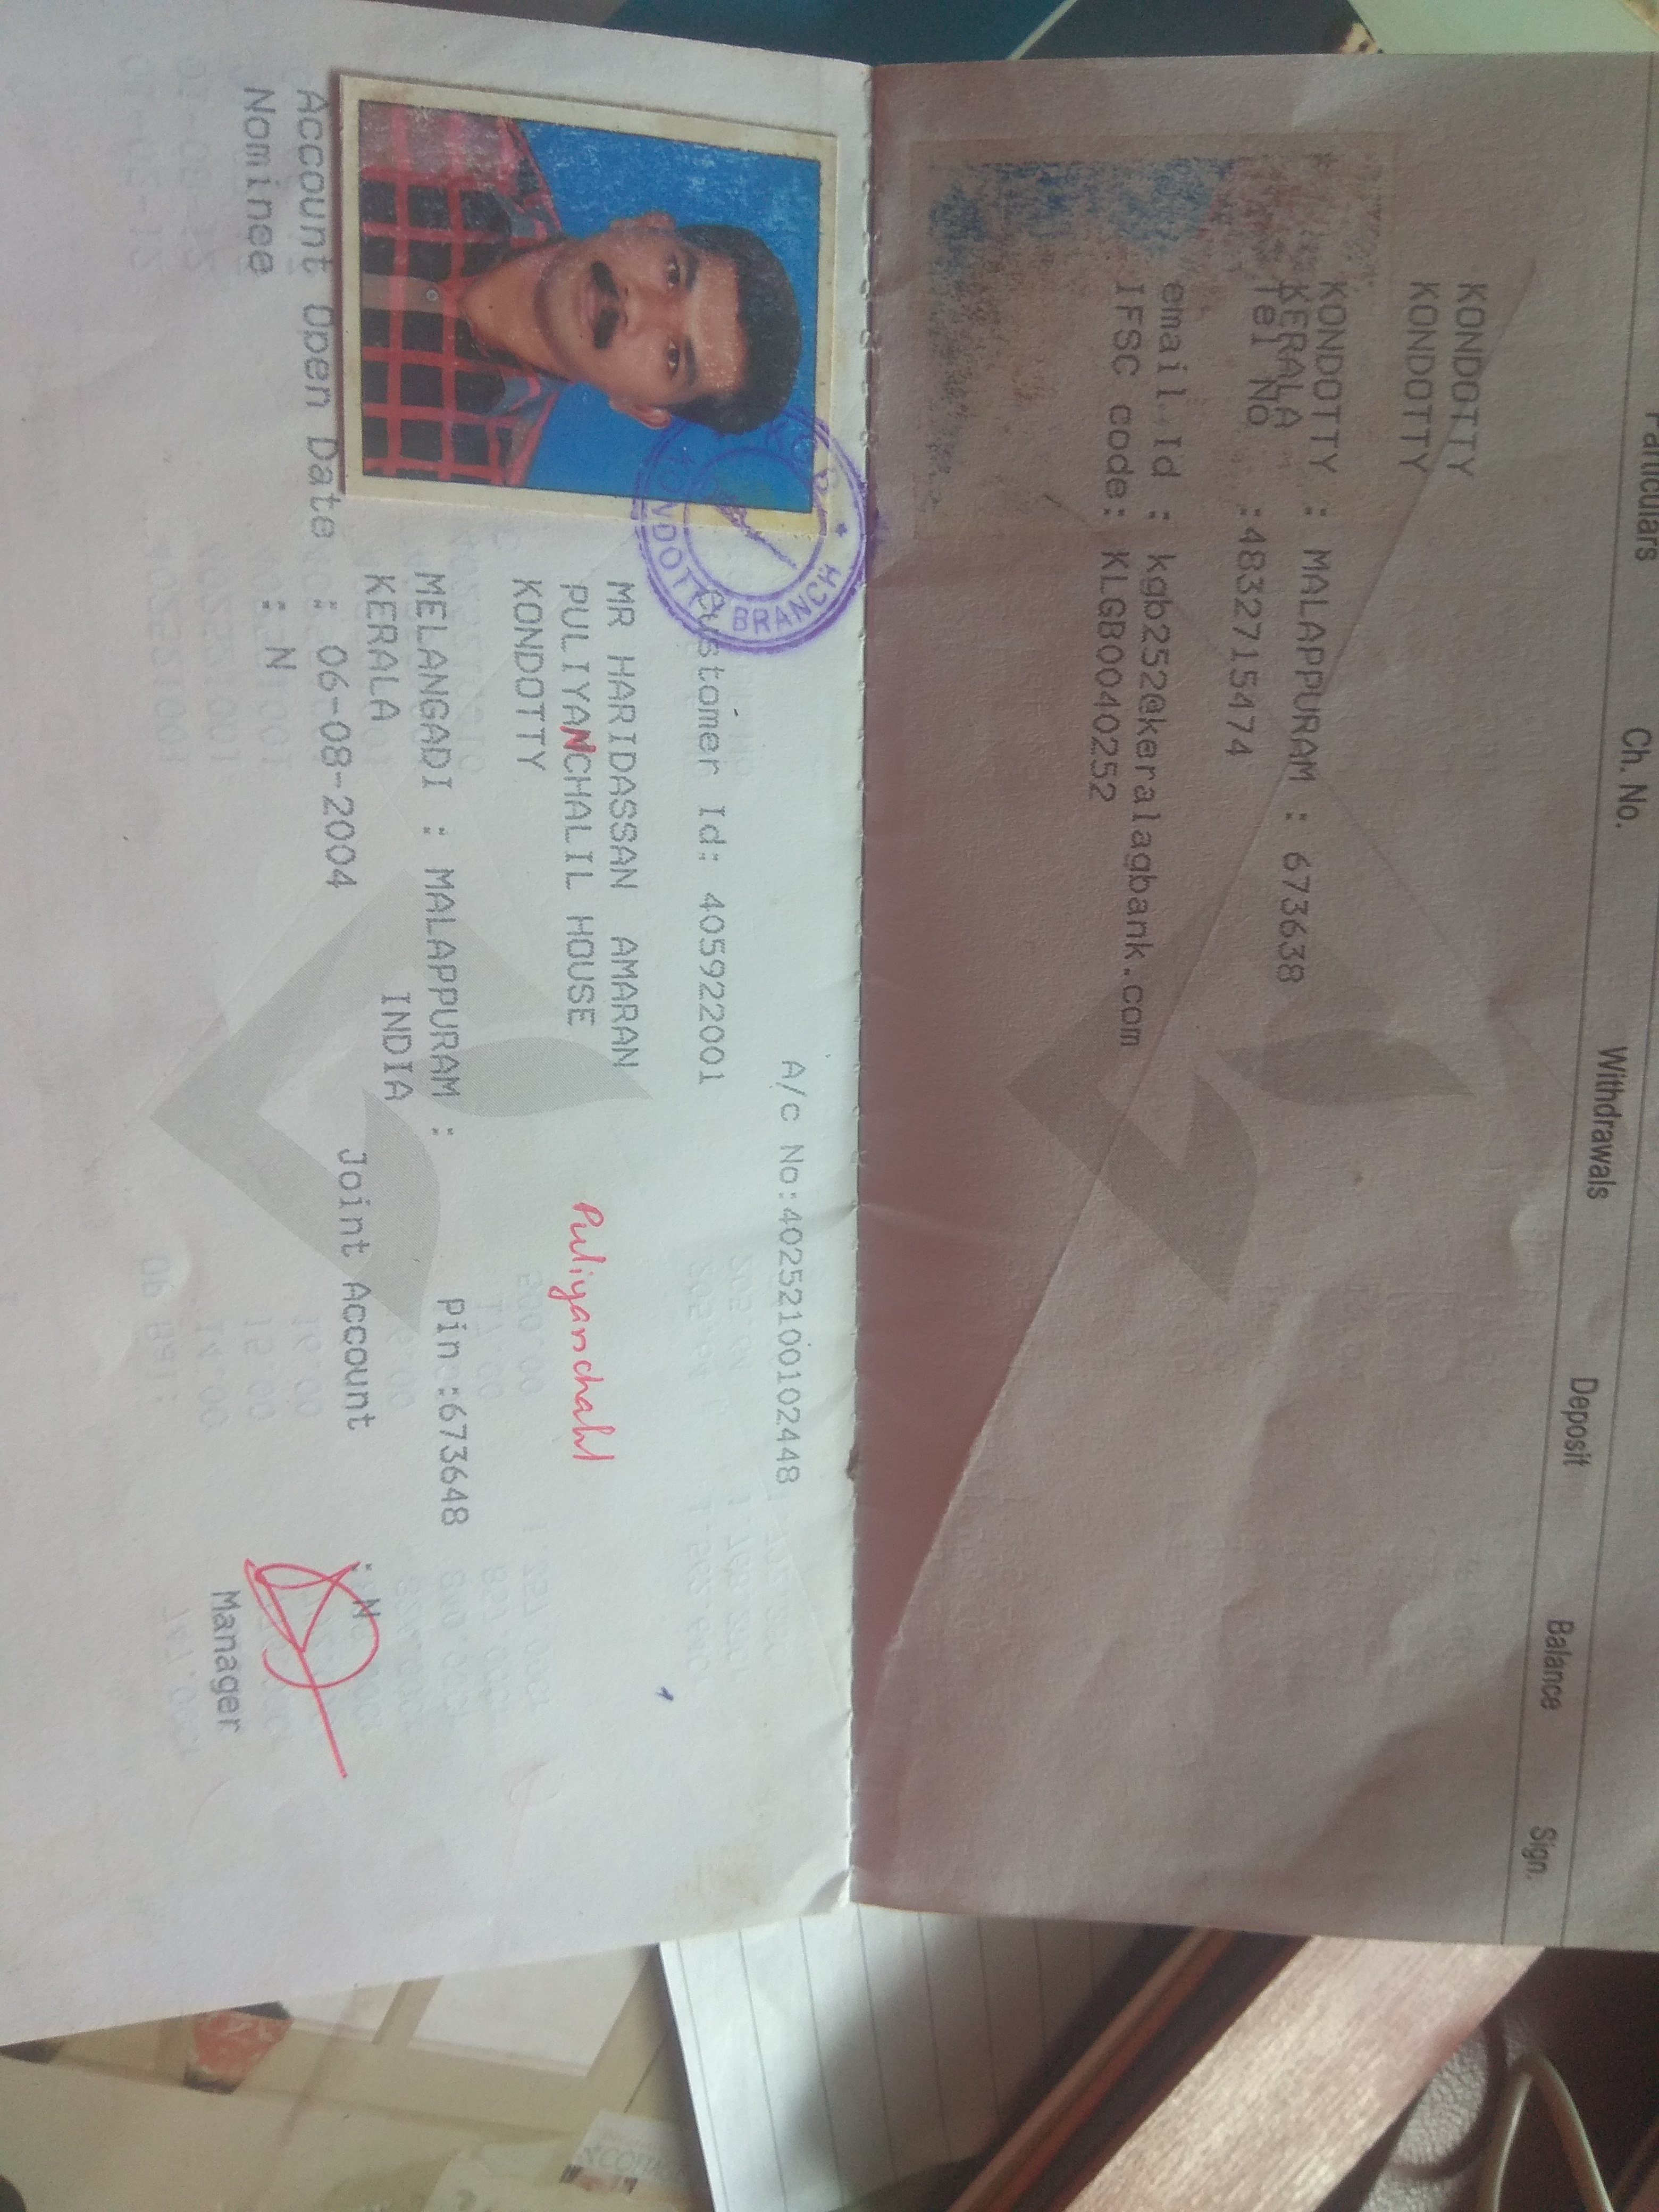 Particulars Ch. No. Withdrawals Deposit Balance Sign.
KONDOTTY
KONDOTTY
KONDOTTY : MALAPPURAM : 673638
KERALA
Tel No :4832715474
email Id : kgb252@keralagbank.com
IFSC code: KLGB0040252
A/c No:40252100102448
Customer Id: 405922001
MR HARIDASSAN AMARAN
PULIYANCHALIL HOUSE
KONDOTTY
MELANGADI : MALAPPURAM : pin :673648
KERALA INDIA
Account Open Date : 06-08-2004 Joint Account : N
Nominee : N
Manager
KONDOTTY BRANCH